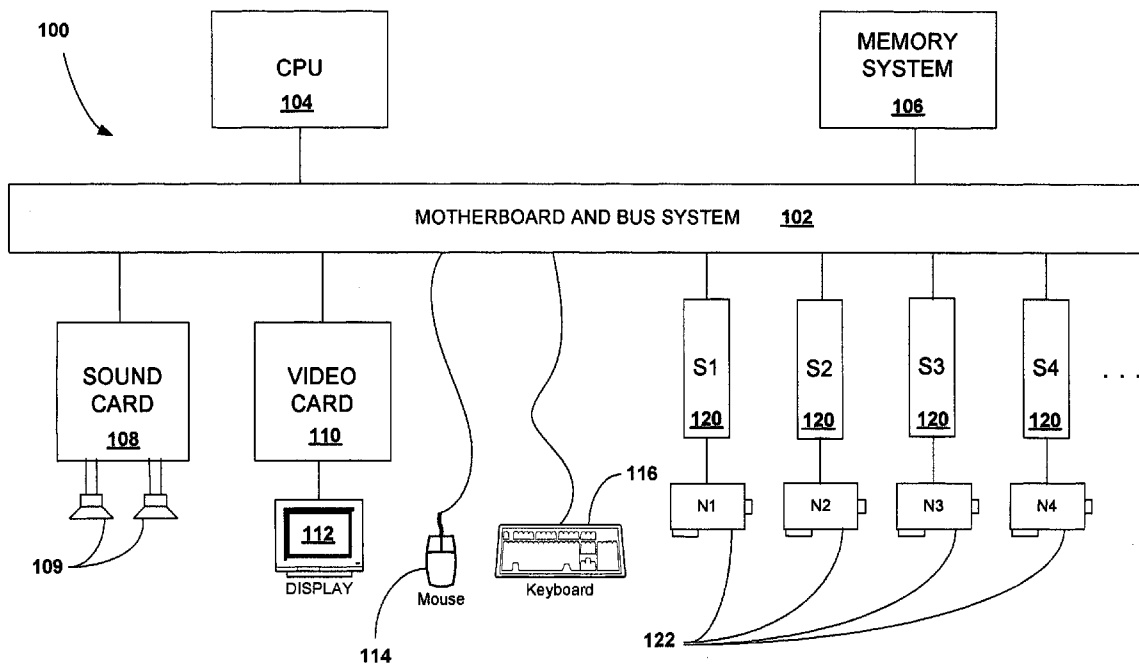 100
CPU
104
MEMORY
SYSTEM
106
MOTHERBOARD AND BUS SYSTEM 102
SOUND
CARD
108
VIDEO
CARD
110
S1
120
S2
120
S3
120
S4
120
. . .
109
112
DISPLAY
Mouse
114
116
Keyboard
N1
N2
N3
N4
122